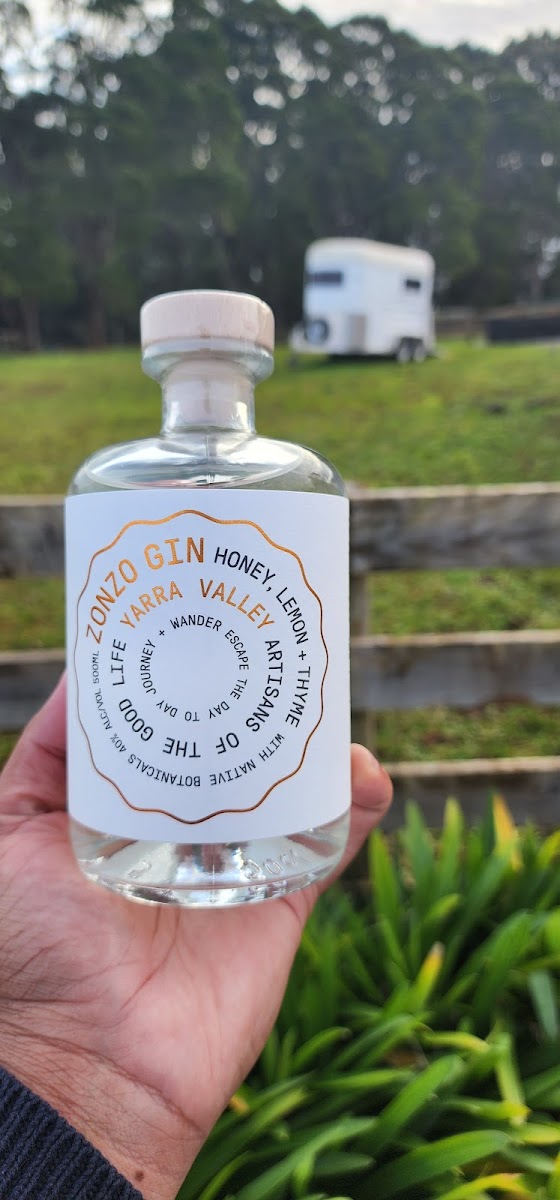 ZONZO GIN HONEY, LEMON + THYME WITH NATIVE BOTANICALS 40% ALC/VOL 500ML
YARRA VALLEY ARTISANS OF THE GOOD LIFE
JOURNEY + WANDER ESCAPE THE DAY TO DAY